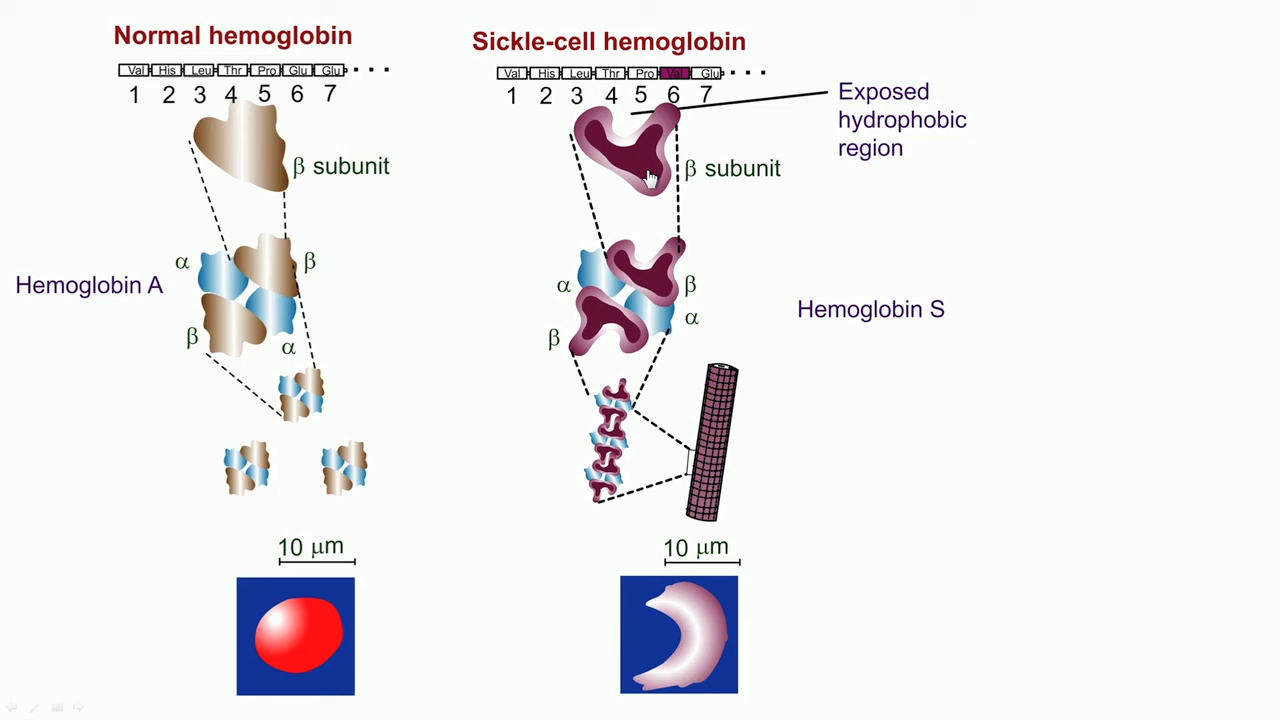 Normal hemoglobin
Val His Leu Thr Pro Glu Glu ...
1 2 3 4 5 6 7
β subunit
α β
Hemoglobin A
β α
10 μm
Sickle-cell hemoglobin
Val His Leu Thr Pro Val Glu ...
1 2 3 4 5 6 7
Exposed
hydrophobic
region
β subunit
α β
Hemoglobin S
β α
10 μm